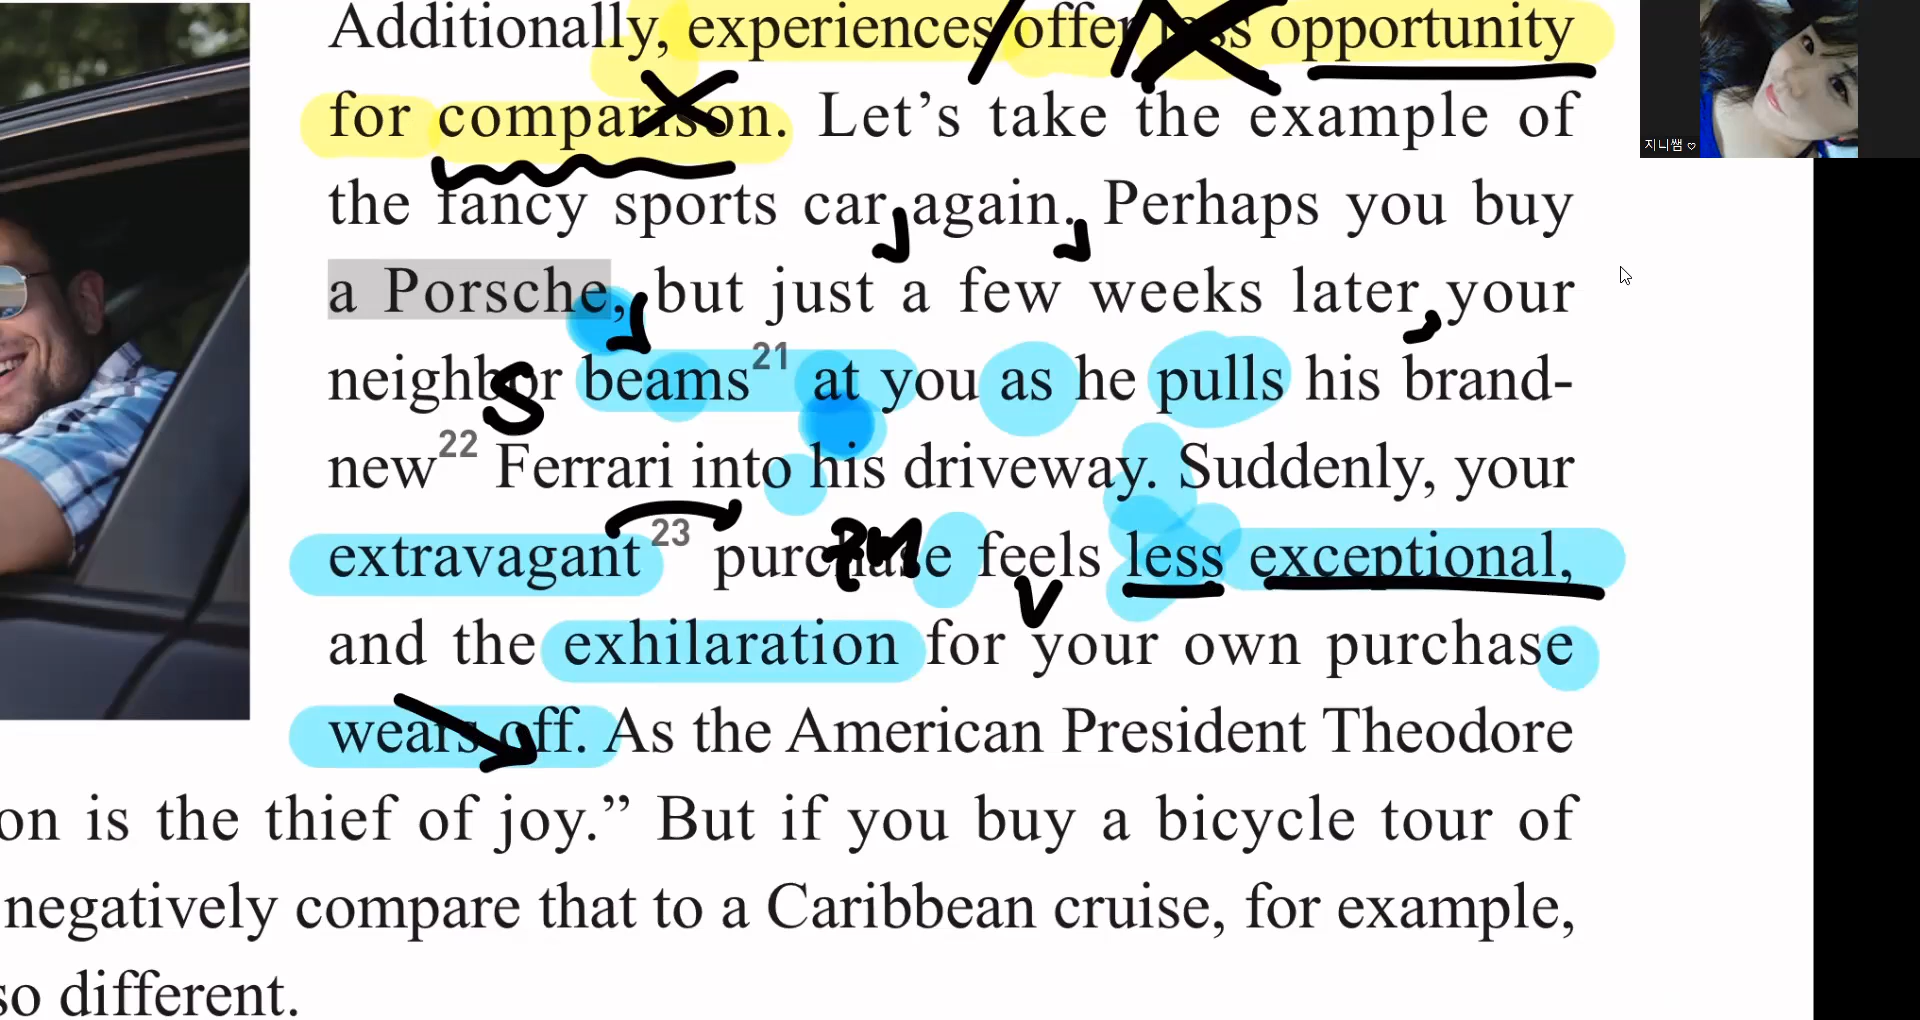 Additionally, experiences offer less opportunity
for comparison. Let's take the example of
the fancy sports car again. Perhaps you buy
a Porsche, but just a few weeks later, your
neighbor beams21 at you as he pulls his brand-
new22 Ferrari into his driveway. Suddenly, your
extravagant23 purchase feels less exceptional,
and the exhilaration for your own purchase
wears off. As the American President Theodore
on is the thief of joy.” But if you buy a bicycle tour of
negatively compare that to a Caribbean cruise, for example,
so different.
S
V
지니쌤 ♡